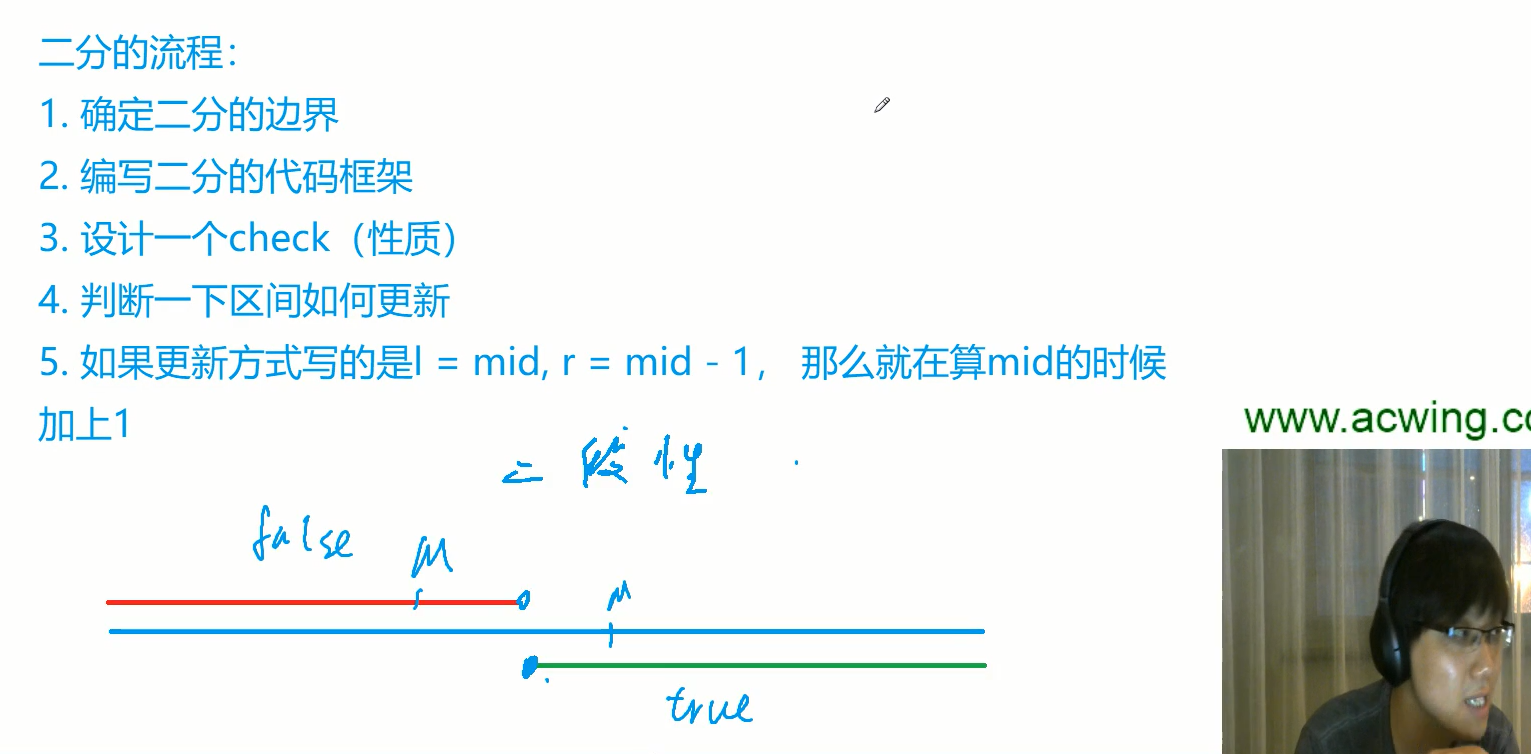 二分的流程：
1. 确定二分的边界
2. 编写二分的代码框架
3. 设计一个check（性质）
4. 判断一下区间如何更新
5. 如果更新方式写的是l = mid, r = mid - 1， 那么就在算mid的时候
加上1
www.acwing.co
二段性
false M
M
true